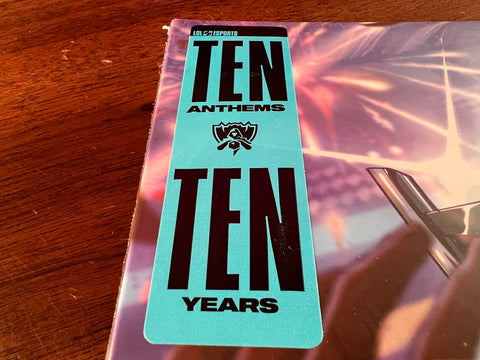 LOL ESPORTS
TEN
ANTHEMS
TEN
YEARS